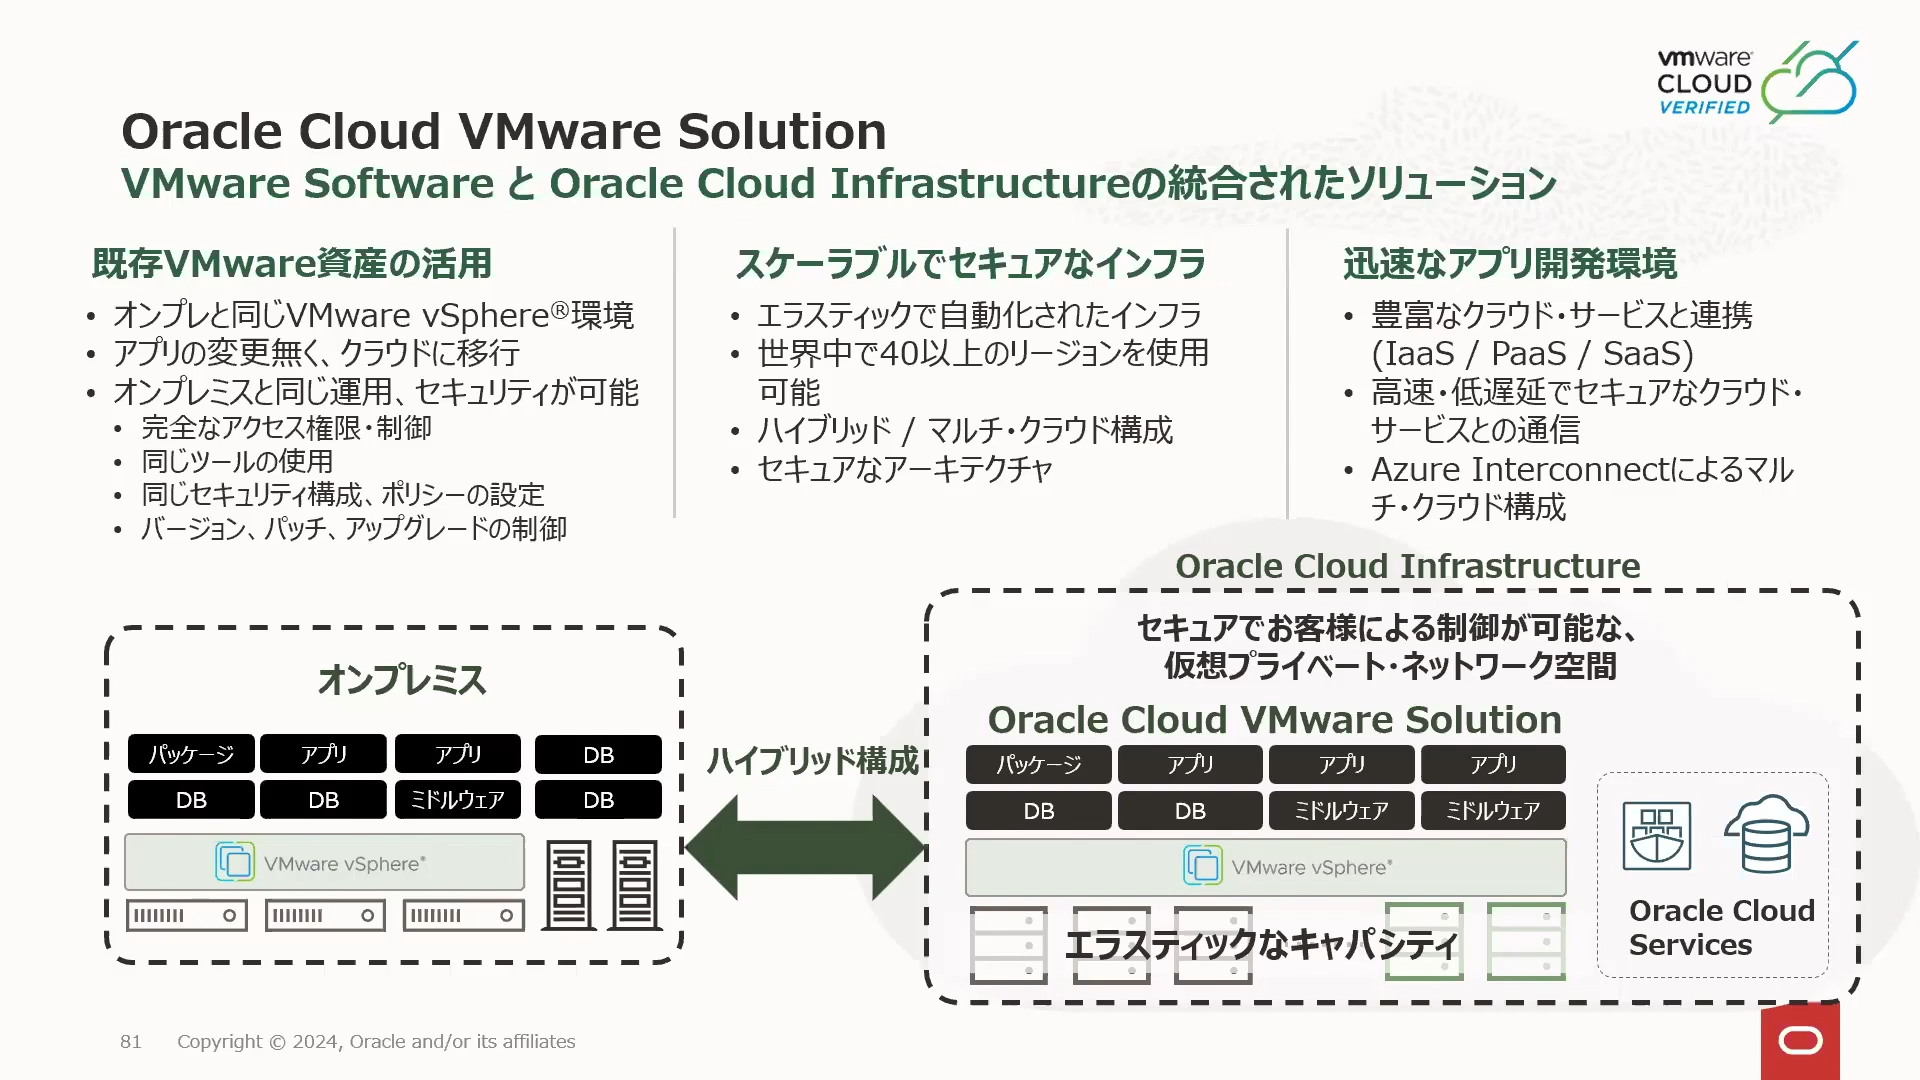 vmware®
CLOUD
VERIFIED
Oracle Cloud VMware Solution
VMware Software と Oracle Cloud Infrastructureの統合されたソリューション
既存VMware資産の活用
• オンプレと同じVMware vSphere®環境
• アプリの変更無く、クラウドに移行
• オンプレミスと同じ運用、セキュリティが可能
• 完全なアクセス権限・制御
• 同じツールの使用
• 同じセキュリティ構成、ポリシーの設定
• バージョン、パッチ、アップグレードの制御
スケーラブルでセキュアなインフラ
• エラスティックで自動化されたインフラ
• 世界中で40以上のリージョンを使用
可能
• ハイブリッド / マルチ・クラウド構成
• セキュアなアーキテクチャ
迅速なアプリ開発環境
• 豊富なクラウド・サービスと連携
(IaaS / PaaS / SaaS)
• 高速・低遅延でセキュアなクラウド・
サービスとの通信
• Azure Interconnectによるマル
チ・クラウド構成
オンプレミス
パッケージ アプリ アプリ DB
DB DB ミドルウェア DB
VMware vSphere®
ハイブリッド構成
Oracle Cloud Infrastructure
セキュアでお客様による制御が可能な、
仮想プライベート・ネットワーク空間
Oracle Cloud VMware Solution
パッケージ アプリ アプリ アプリ
DB DB ミドルウェア ミドルウェア
VMware vSphere®
エラスティックなキャパシティ
Oracle Cloud
Services
81 Copyright © 2024, Oracle and/or its affiliates